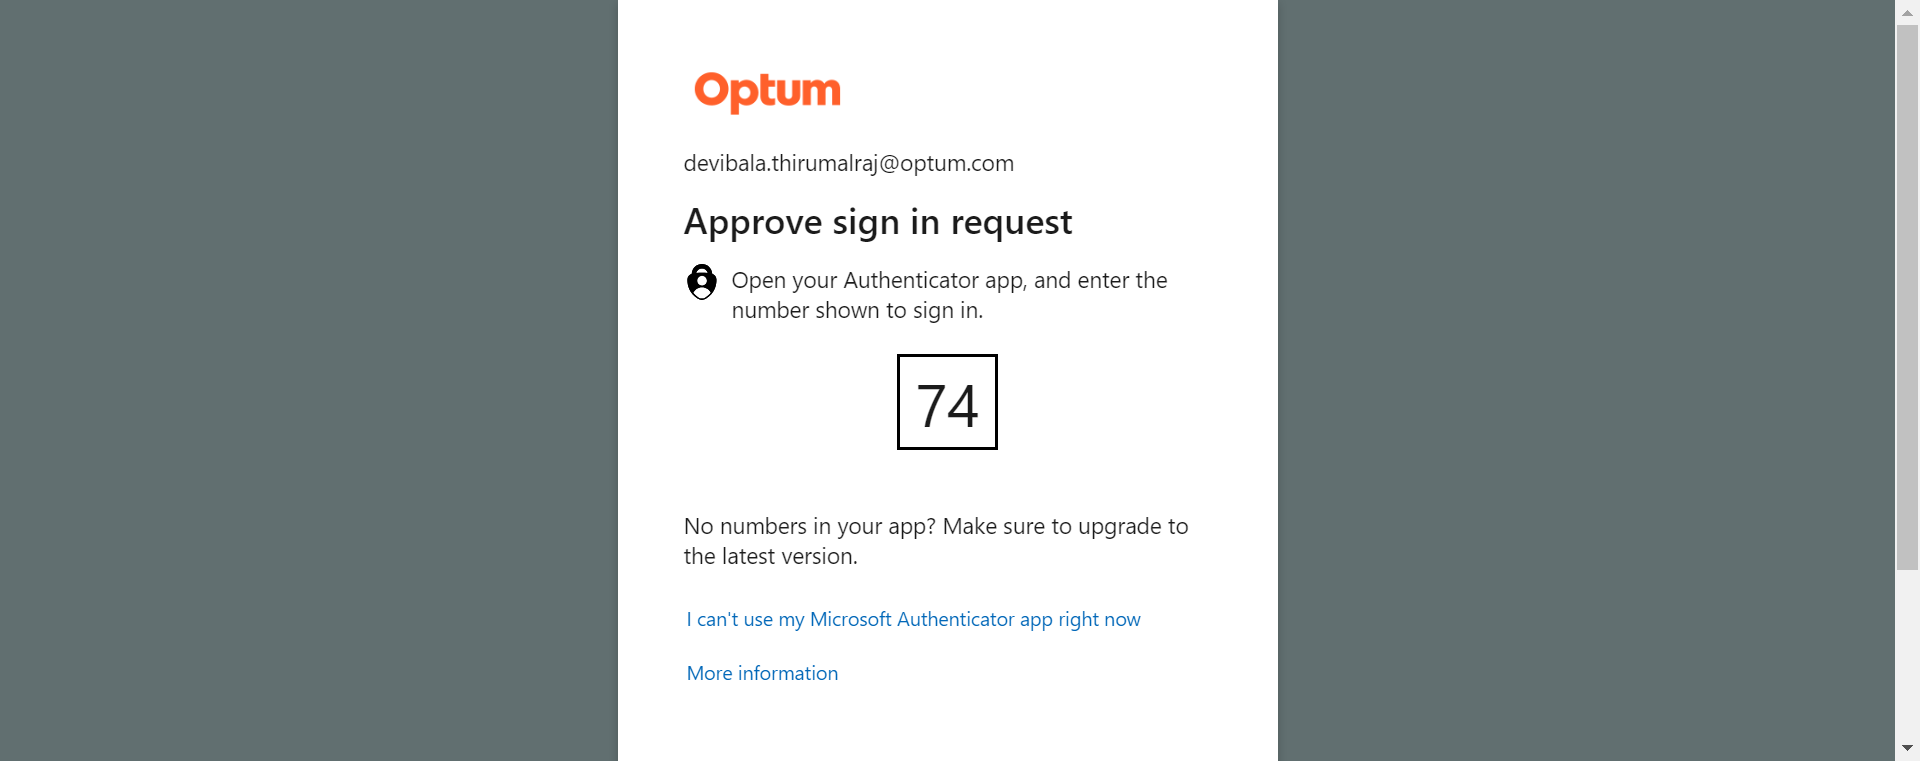 Optum
devibala.thirumalraj@optum.com
Approve sign in request
Open your Authenticator app, and enter the
number shown to sign in.
74
No numbers in your app? Make sure to upgrade to
the latest version.
I can't use my Microsoft Authenticator app right now
More information